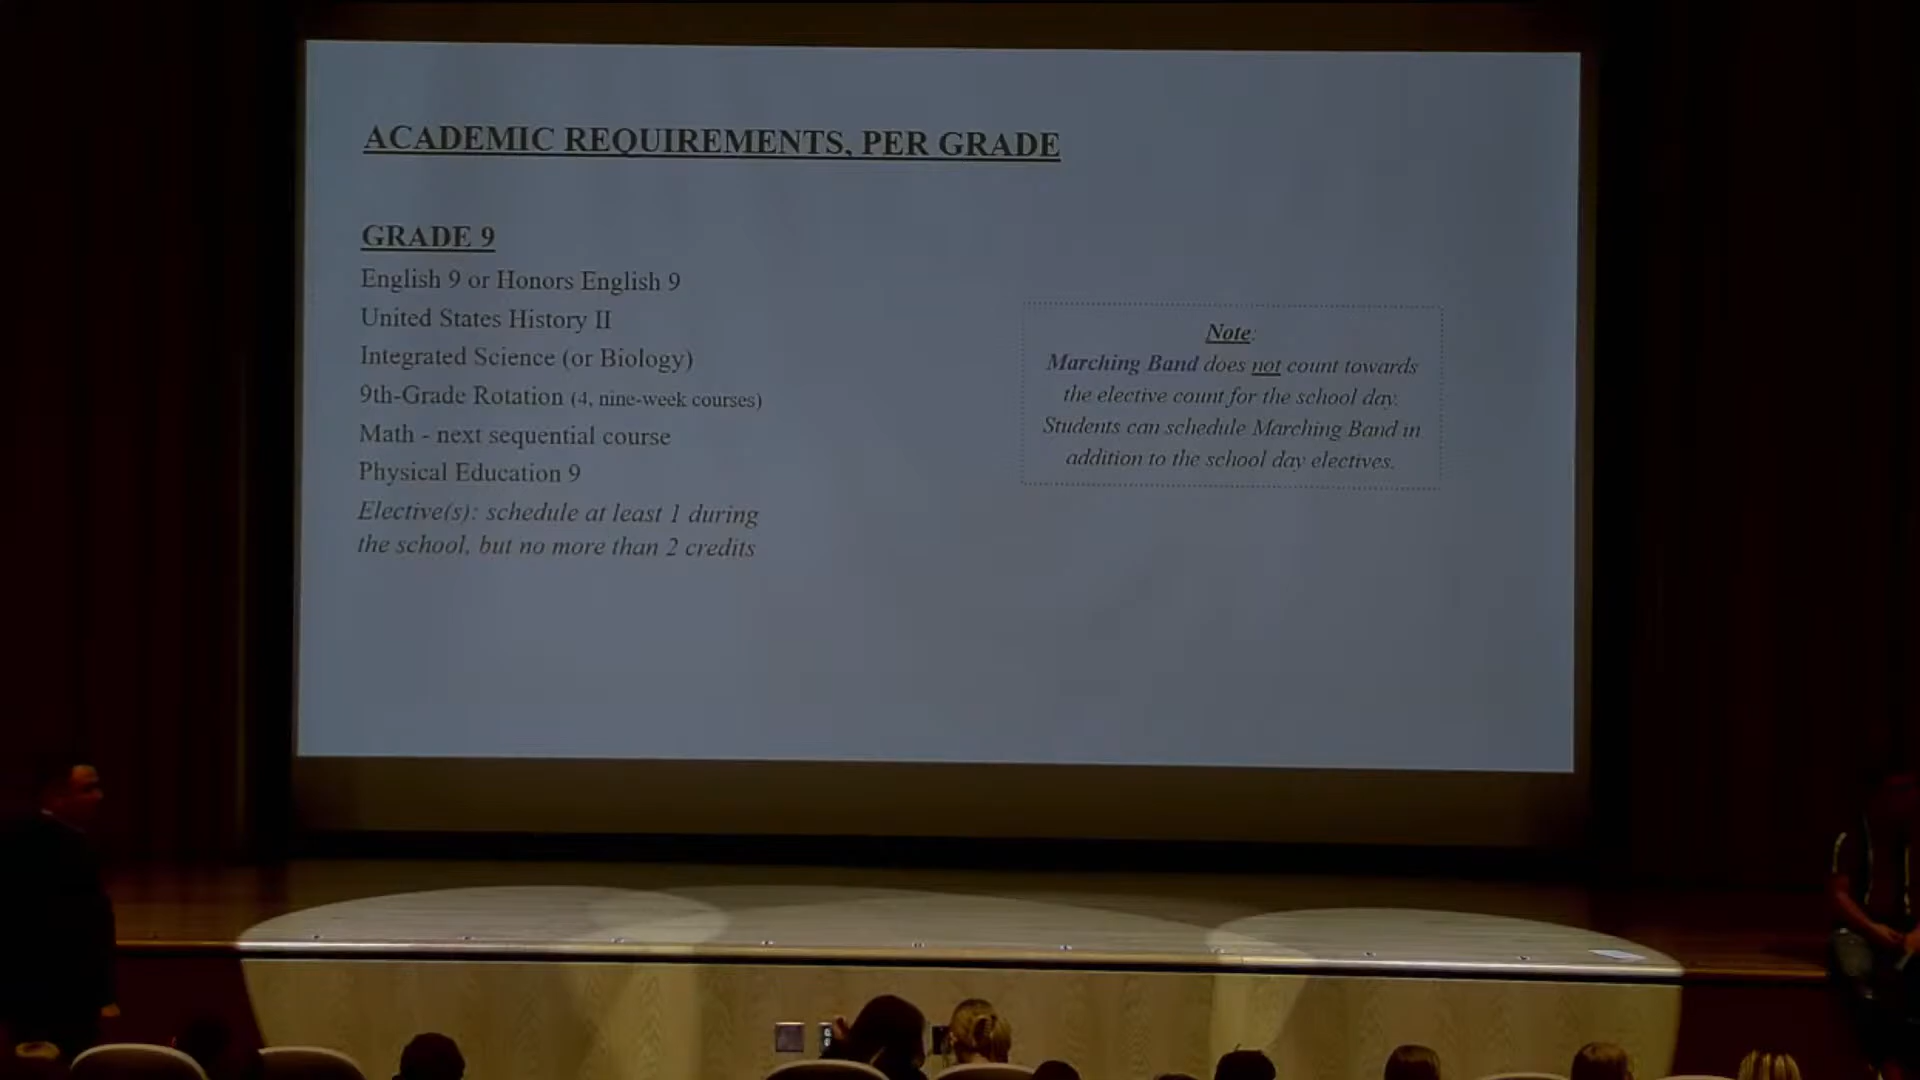 ACADEMIC REQUIREMENTS, PER GRADE
GRADE 9
English 9 or Honors English 9
United States History II
Integrated Science (or Biology)
9th-Grade Rotation (4, nine-week courses)
Math - next sequential course
Physical Education 9
Elective(s): schedule at least 1 during
the school, but no more than 2 credits
Note:
Marching Band does not count towards
the elective count for the school day.
Students can schedule Marching Band in
addition to the school day electives.